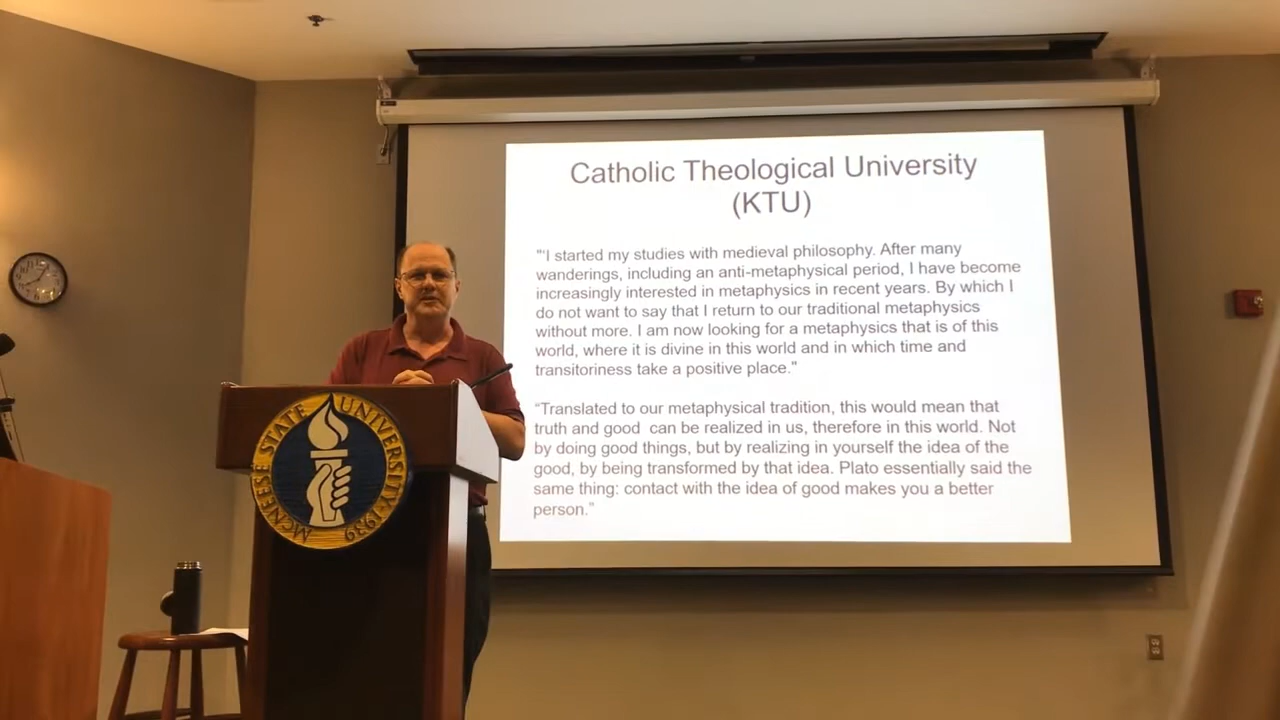 Catholic Theological University
(KTU)
"'I started my studies with medieval philosophy. After many
wanderings, including an anti-metaphysical period, I have become
increasingly interested in metaphysics in recent years. By which I
do not want to say that I return to our traditional metaphysics
without more. I am now looking for a metaphysics that is of this
world, where it is divine in this world and in which time and
transitoriness take a positive place."
“Translated to our metaphysical tradition, this would mean that
truth and good can be realized in us, therefore in this world. Not
by doing good things, but by realizing in yourself the idea of the
good, by being transformed by that idea. Plato essentially said the
same thing: contact with the idea of good makes you a better
person.”
MCNEESE STATE UNIVERSITY · 1939